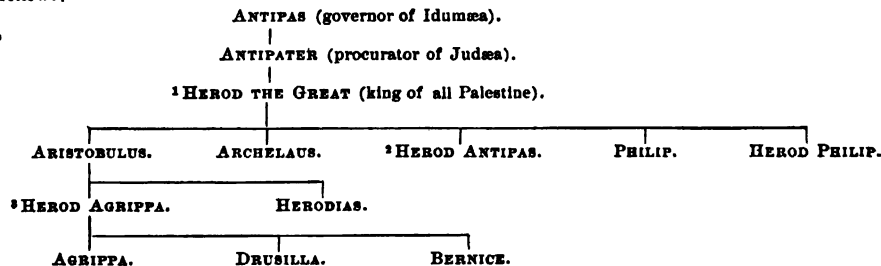 ANTIPAS (governor of Idumæa).
ANTIPATER (procurator of Judæa).
¹ HEROD THE GREAT (king of all Palestine).
ARISTOBULUS. ARCHELAUS. ² HEROD ANTIPAS. PHILIP. HEROD PHILIP.
³ HEROD AGRIPPA. HERODIAS.
AGRIPPA. DRUSILLA. BERNICE.